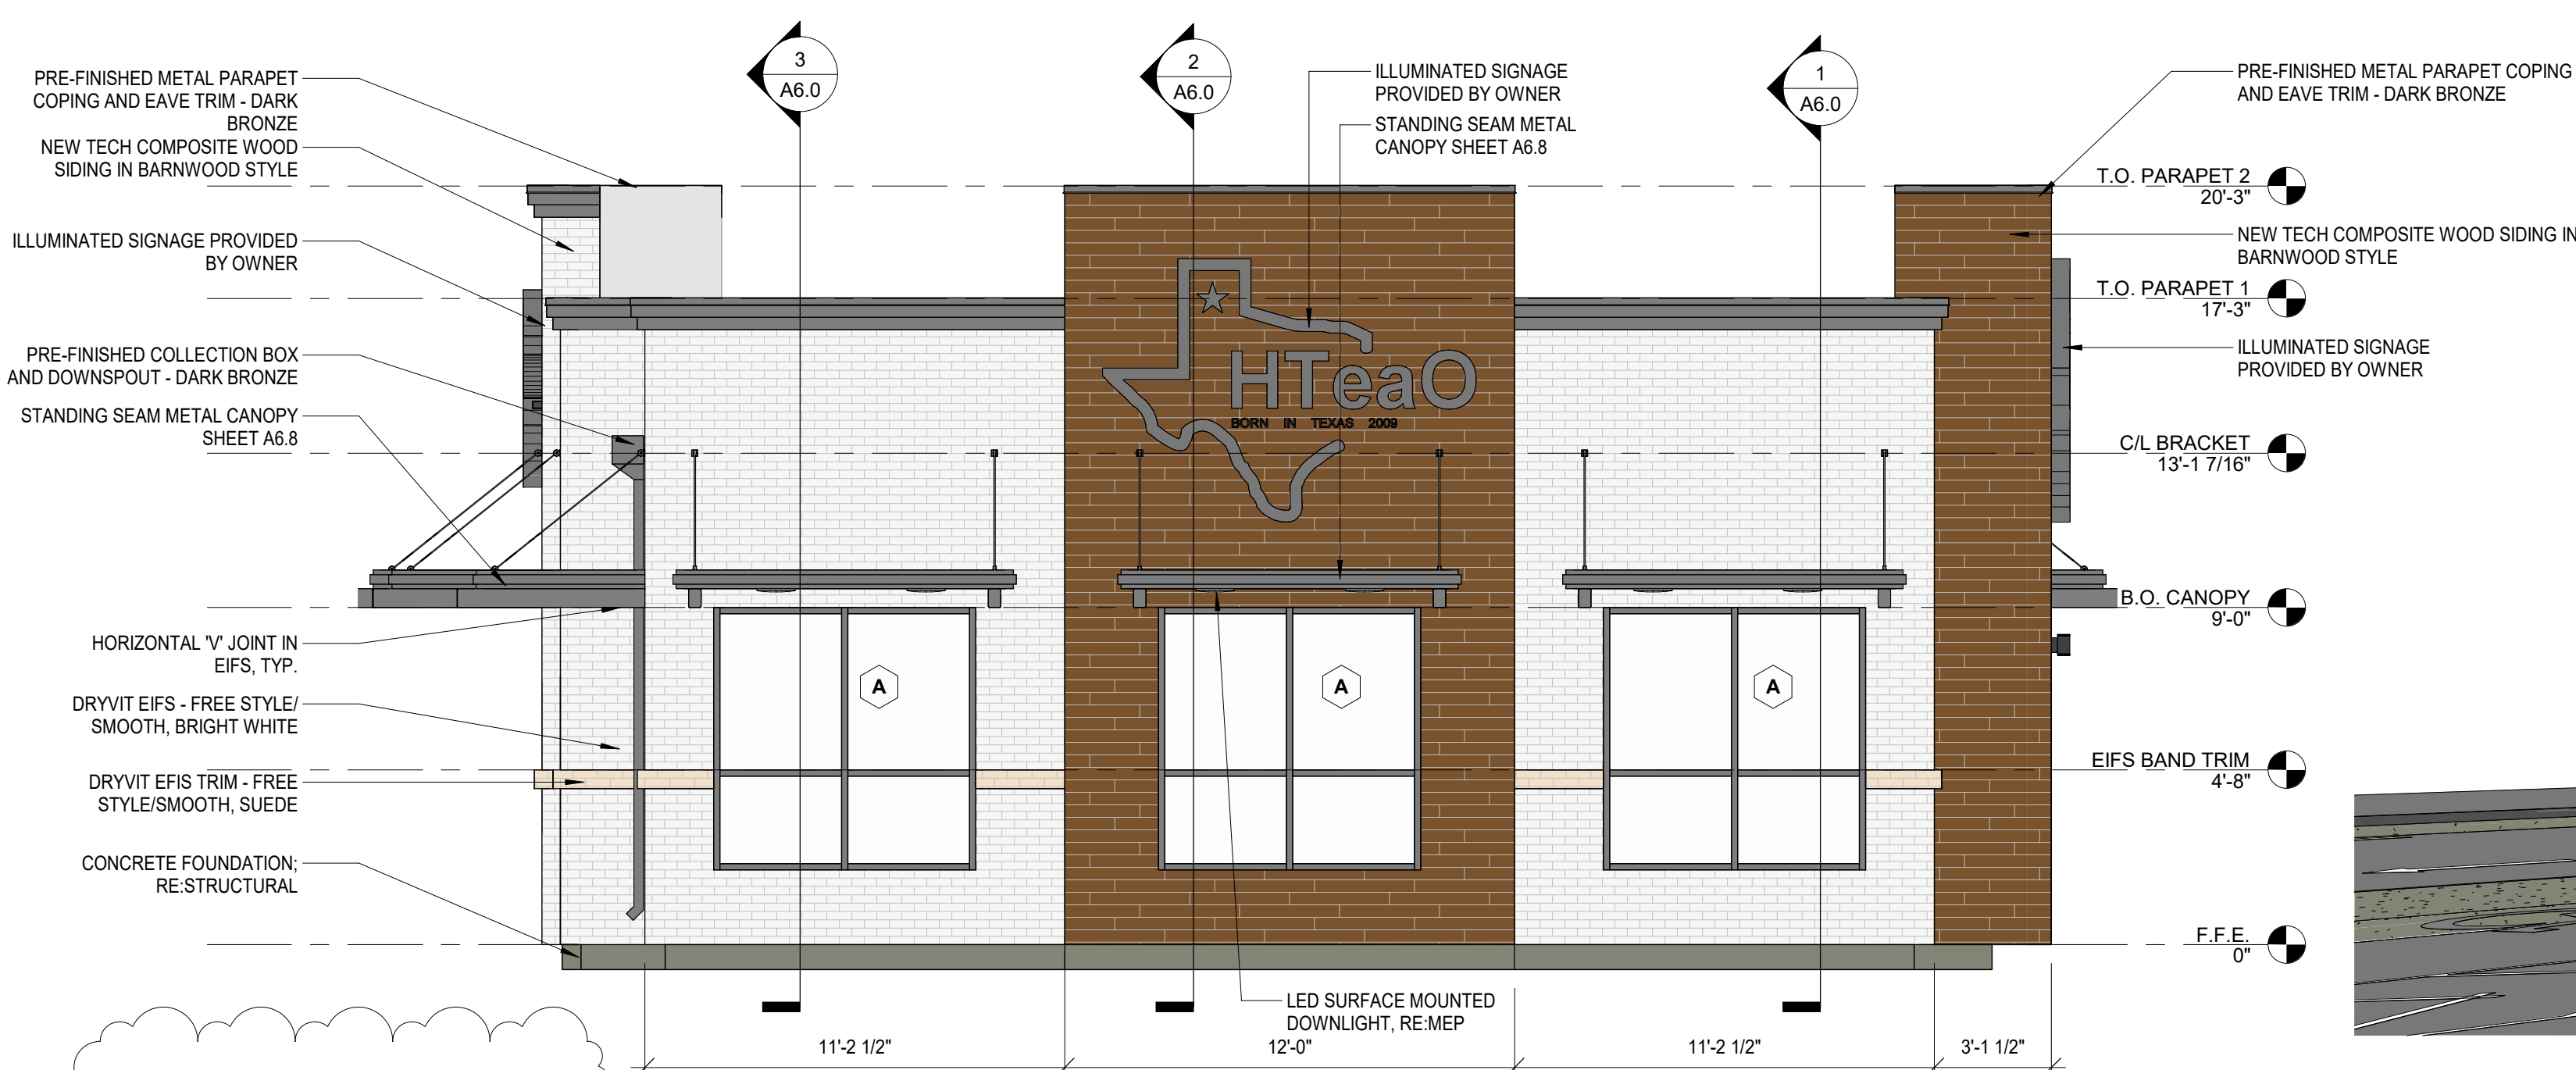 3
A6.0
2
A6.0
1
A6.0
PRE-FINISHED METAL PARAPET
COPING AND EAVE TRIM - DARK
BRONZE
NEW TECH COMPOSITE WOOD
SIDING IN BARNWOOD STYLE
ILLUMINATED SIGNAGE PROVIDED
BY OWNER
PRE-FINISHED COLLECTION BOX
AND DOWNSPOUT - DARK BRONZE
STANDING SEAM METAL CANOPY
SHEET A6.8
HORIZONTAL 'V' JOINT IN
EIFS, TYP.
DRYVIT EIFS - FREE STYLE/
SMOOTH, BRIGHT WHITE
DRYVIT EFIS TRIM - FREE
STYLE/SMOOTH, SUEDE
CONCRETE FOUNDATION;
RE:STRUCTURAL
ILLUMINATED SIGNAGE
PROVIDED BY OWNER
STANDING SEAM METAL
CANOPY SHEET A6.8
HTeaO
BORN IN TEXAS 2009
A
A
A
LED SURFACE MOUNTED
DOWNLIGHT, RE:MEP
PRE-FINISHED METAL PARAPET COPING
AND EAVE TRIM - DARK BRONZE
T.O. PARAPET 2
20'-3"
NEW TECH COMPOSITE WOOD SIDING IN
BARNWOOD STYLE
T.O. PARAPET 1
17'-3"
ILLUMINATED SIGNAGE
PROVIDED BY OWNER
C/L BRACKET
13'-1 7/16"
B.O. CANOPY
9'-0"
EIFS BAND TRIM
4'-8"
F.F.E.
0"
11'-2 1/2"
12'-0"
11'-2 1/2"
3'-1 1/2"